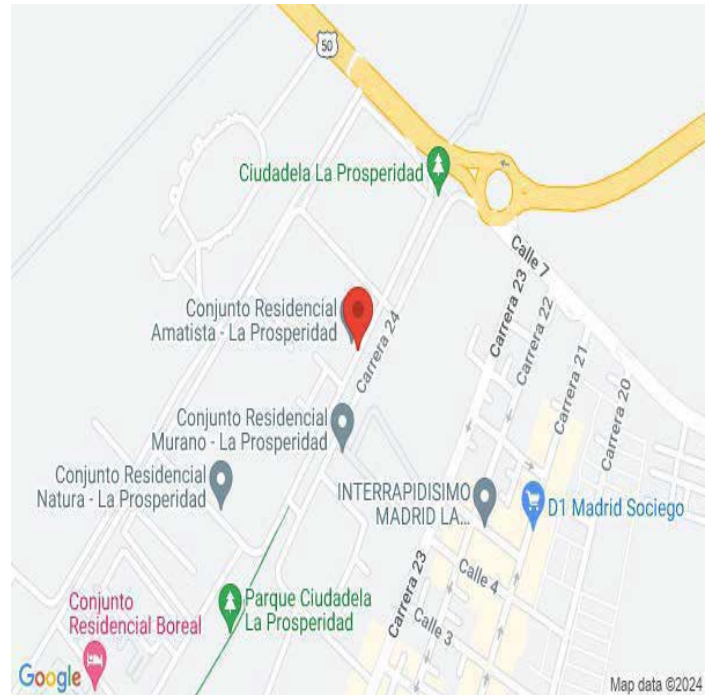 50
Ciudadela La Prosperidad
Calle 7
Carrera 23
Carrera 22
Carrera 21
Carrera 20
Conjunto Residencial
Amatista - La Prosperidad
Carrera 24
Conjunto Residencial
Murano - La Prosperidad
Conjunto Residencial
Natura - La Prosperidad
INTERRAPIDISIMO
MADRID LA...
D1 Madrid Sociego
Carrera 23
Calle 4
Calle 3
Parque Ciudadela
La Prosperidad
Conjunto
Residencial Boreal
Google
Map data ©2024